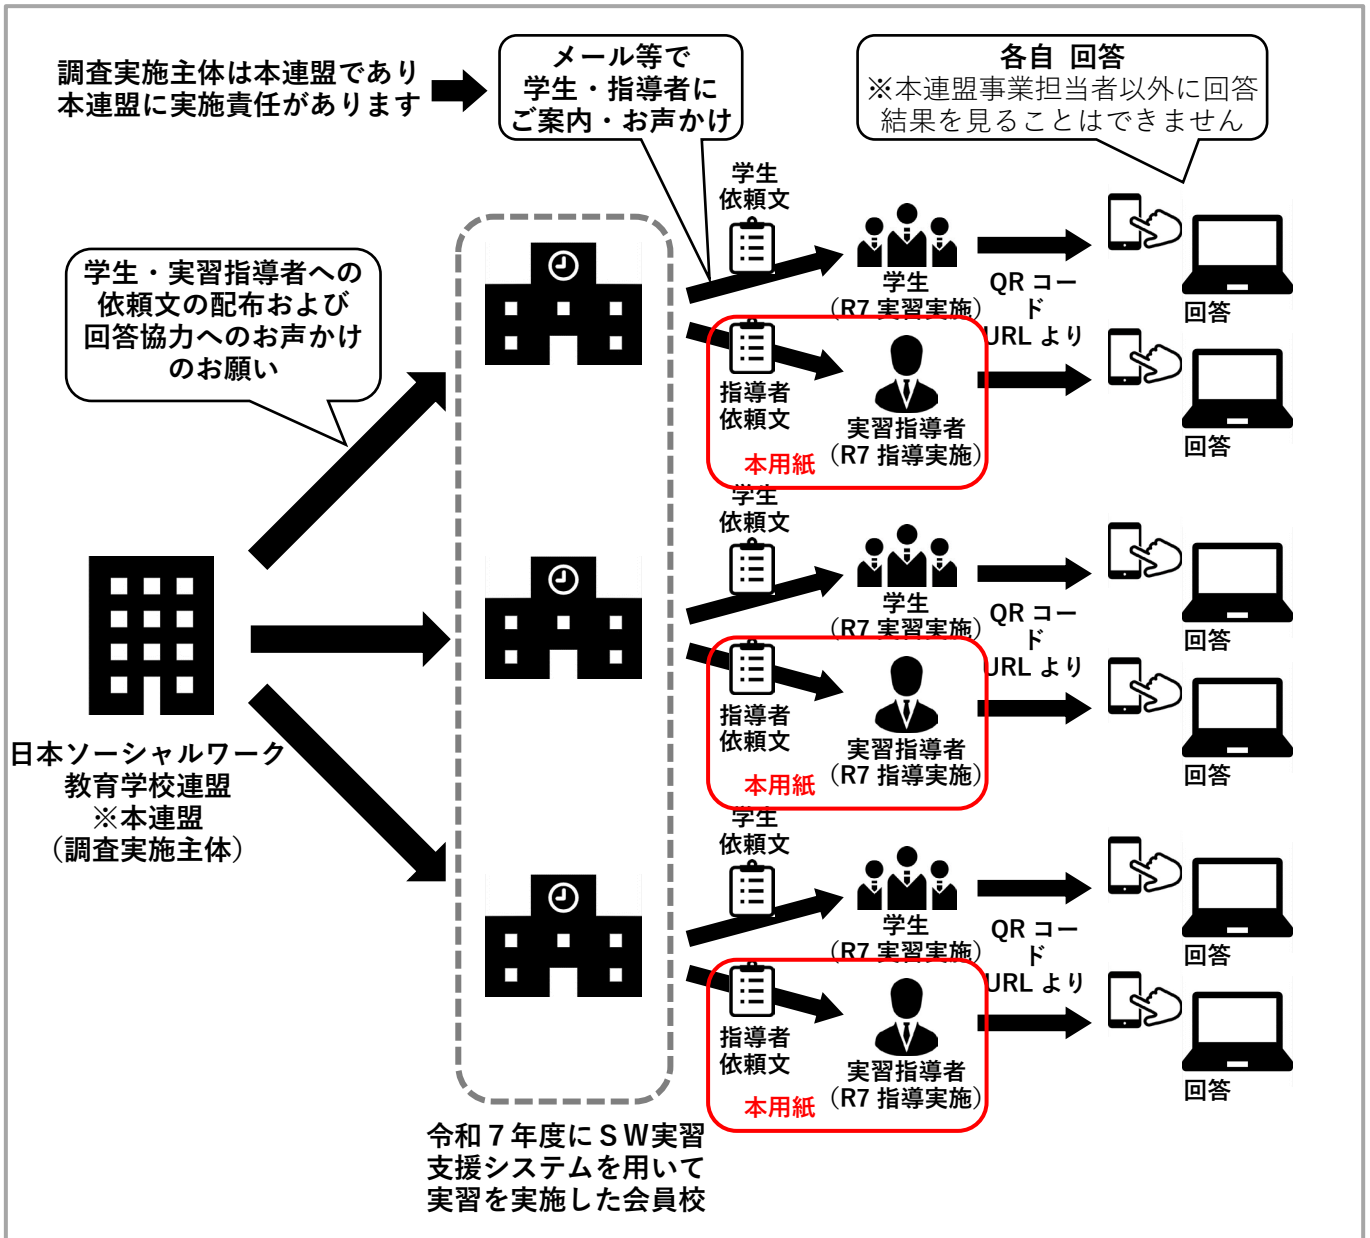 調査実施主体は本連盟であり
本連盟に実施責任があります
メール等で
学生・指導者に
ご案内・お声かけ
各自 回答
※本連盟事業担当者以外に回答
結果を見ることはできません
学生・実習指導者への
依頼文の配布および
回答協力へのお声かけ
のお願い
日本ソーシャルワーク
教育学校連盟
※本連盟
（調査実施主体）
学生
依頼文
学生
（R7 実習実施）
QR コー
ド
URL より
回答
指導者
依頼文
本用紙
実習指導者
（R7 指導実施）
回答
学生
依頼文
学生
（R7 実習実施）
QR コー
ド
URL より
回答
指導者
依頼文
本用紙
実習指導者
（R7 指導実施）
回答
学生
依頼文
学生
（R7 実習実施）
QR コー
ド
URL より
回答
指導者
依頼文
本用紙
実習指導者
（R7 指導実施）
回答
令和７年度にＳＷ実習
支援システムを用いて
実習を実施した会員校